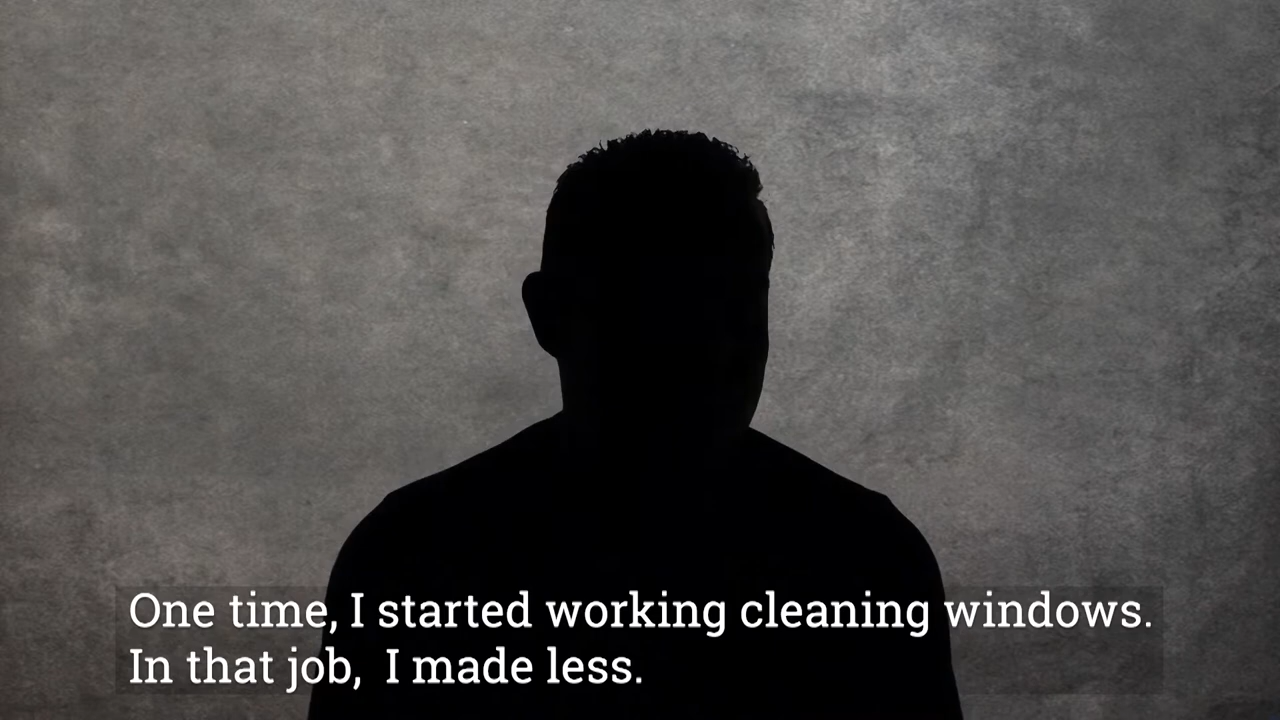 One time, I started working cleaning windows.
In that job,  I made less.